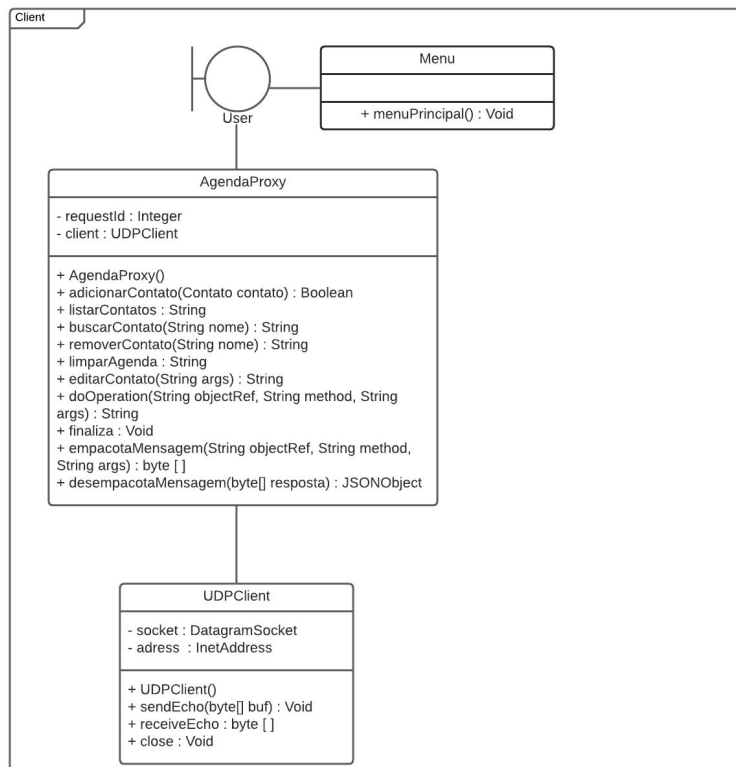 Client
Menu
+ menuPrincipal() : Void
User
AgendaProxy
- requestId : Integer
- client : UDPClient
+ AgendaProxy()
+ adicionarContato(Contato contato) : Boolean
+ listarContatos : String
+ buscarContato(String nome) : String
+ removerContato(String nome) : String
+ limparAgenda : String
+ editarContato(String args) : String
+ doOperation(String objectRef, String method, String
args) : String
+ finaliza : Void
+ empacotaMensagem(String objectRef, String method,
String args) : byte [ ]
+ desempacotaMensagem(byte[] resposta) : JSONObject
UDPClient
- socket : DatagramSocket
- adress  : InetAddress
+ UDPClient()
+ sendEcho(byte[] buf) : Void
+ receiveEcho : byte [ ]
+ close : Void